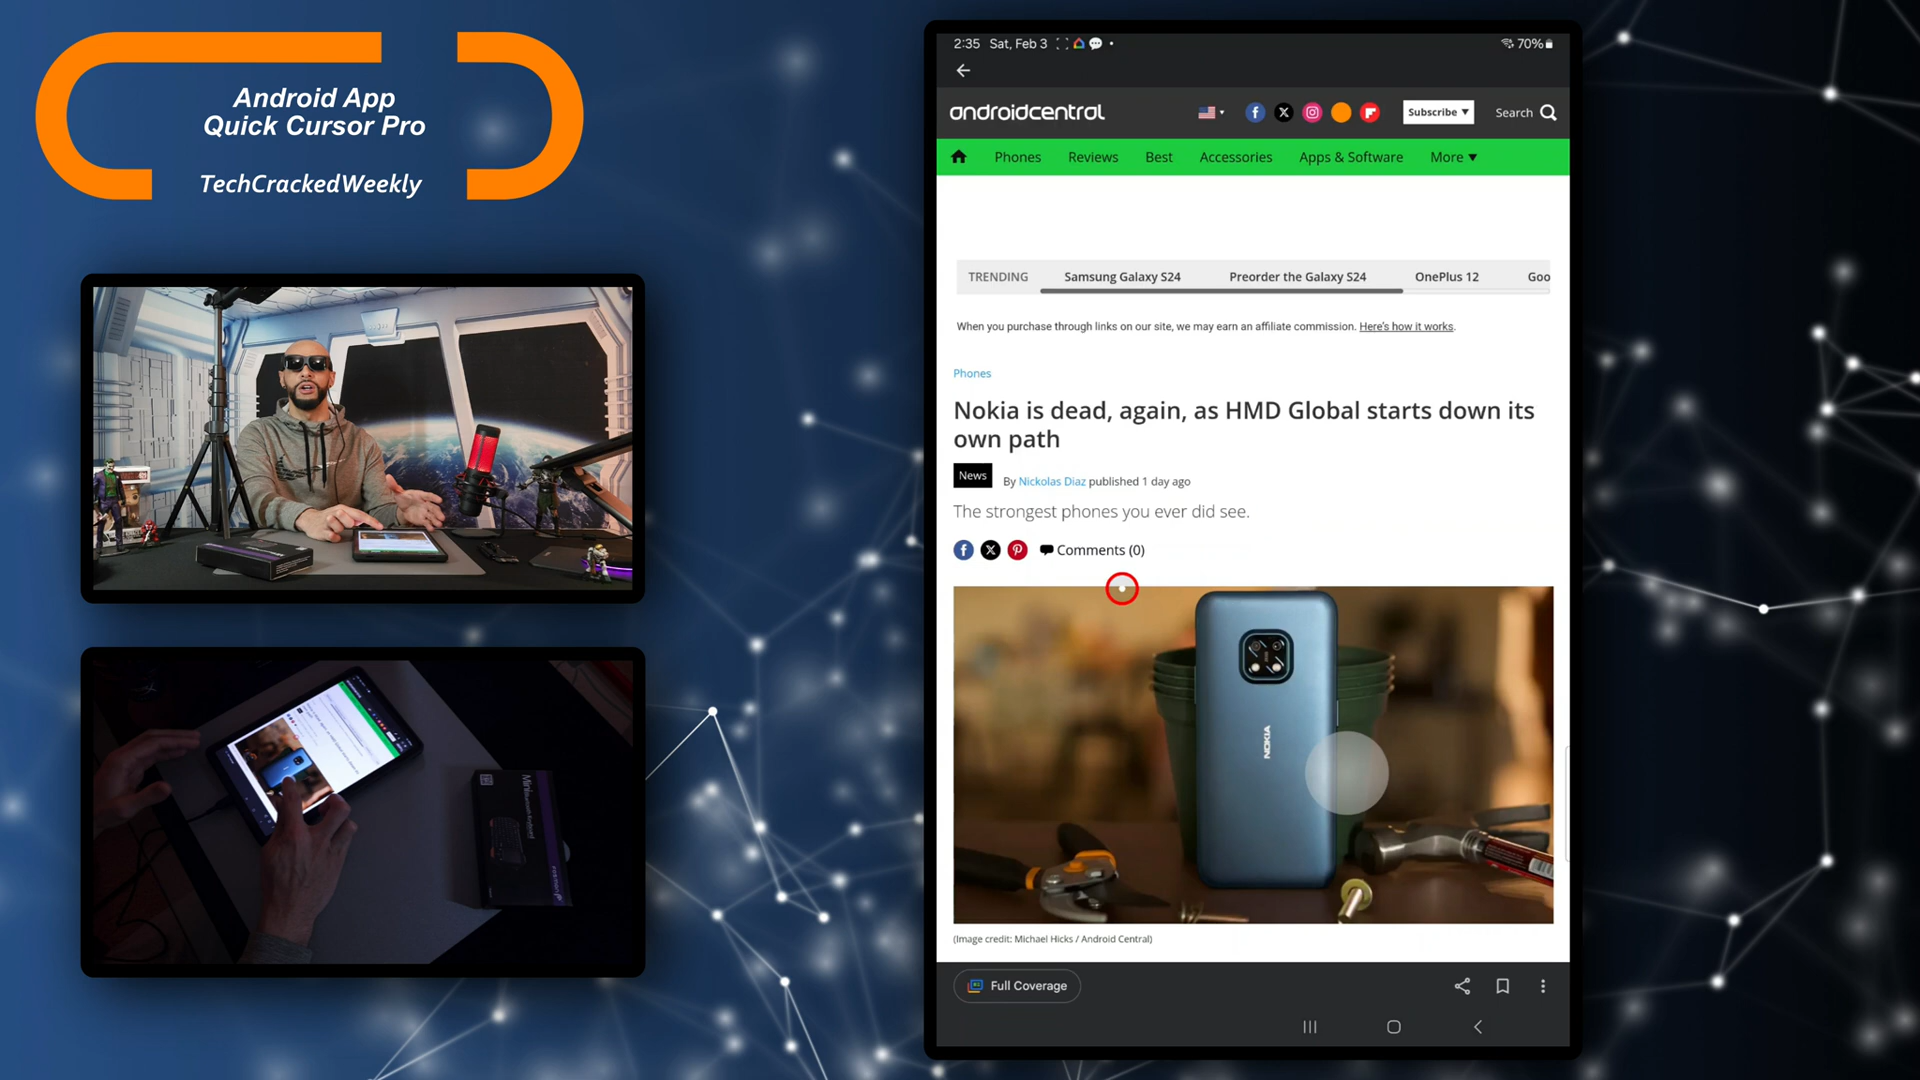 Android App
Quick Cursor Pro
TechCrackedWeekly
2:35 Sat, Feb 3
70%
androidcentral
Subscribe ▼
Search
Phones Reviews Best Accessories Apps & Software More ▼
TRENDING Samsung Galaxy S24 Preorder the Galaxy S24 OnePlus 12 Goo
When you purchase through links on our site, we may earn an affiliate commission. Here's how it works.
Phones
Nokia is dead, again, as HMD Global starts down its
own path
News
By Nickolas Diaz published 1 day ago
The strongest phones you ever did see.
Comments (0)
NOKIA
(Image credit: Michael Hicks / Android Central)
Full Coverage